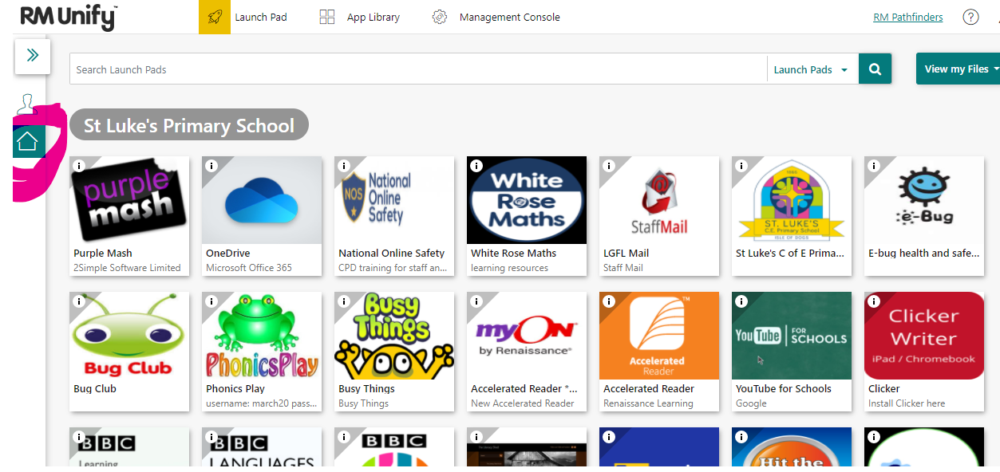 RM Unify™
Launch Pad
App Library
Management Console
RM Pathfinders
?
Search Launch Pads
Launch Pads
View my Files
St Luke's Primary School
purple
mash
Purple Mash
2Simple Software Limited
OneDrive
Microsoft Office 365
NOS
National
Online
Safety
National Online Safety
CPD training for staff an...
White
Rose
Maths
White Rose Maths
learning resources
@
StaffMail
LGFL Mail
Staff Mail
ST. LUKE'S
C.E. Primary School
ISLE OF DOGS
St Luke's C of E Prima...
:e-Bug
E-bug health and safe...
Bug Club
Bug Club
PhonicsPlay
Phonics Play
username: march20 pass...
Busy
Things
Busy Things
Busy Things
myON®
by Renaissance®
Accelerated Reader *...
New Accelerated Reader
™
Accelerated
Reader
Accelerated Reader
Renaissance Learning
YouTube FOR SCHOOLS
YouTube for Schools
Google
Clicker
Writer
iPad / Chromebook
Clicker
Install Clicker here
BBC
Learning
BBC
LANGUAGES
BBC
Hit the